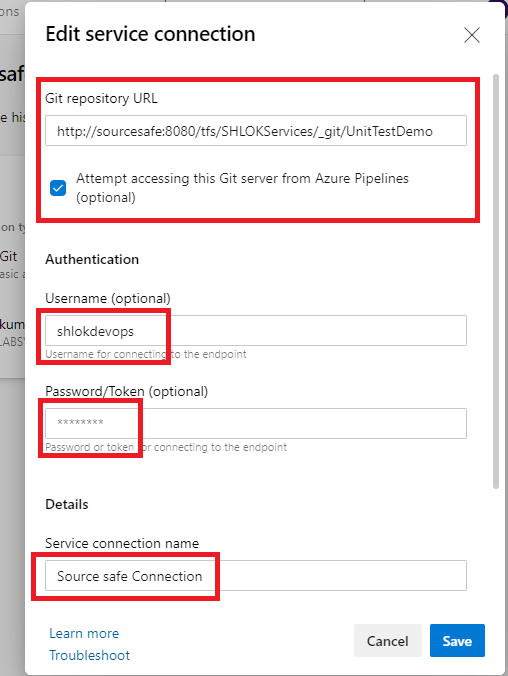 ons
Edit service connection
saf
Git repository URL
e his
http://sourcesafe:8080/tfs/SHLOKServices/_git/UnitTestDemo
Attempt accessing this Git server from Azure Pipelines
(optional)
on ty
Git
asic a
Authentication
Username (optional)
kum
shlokdevops
LABS\
Username for connecting to the endpoint
Password/Token (optional)
********
Password or token for connecting to the endpoint
Details
Service connection name
Source safe Connection
Learn more
Cancel
Save
Troubleshoot